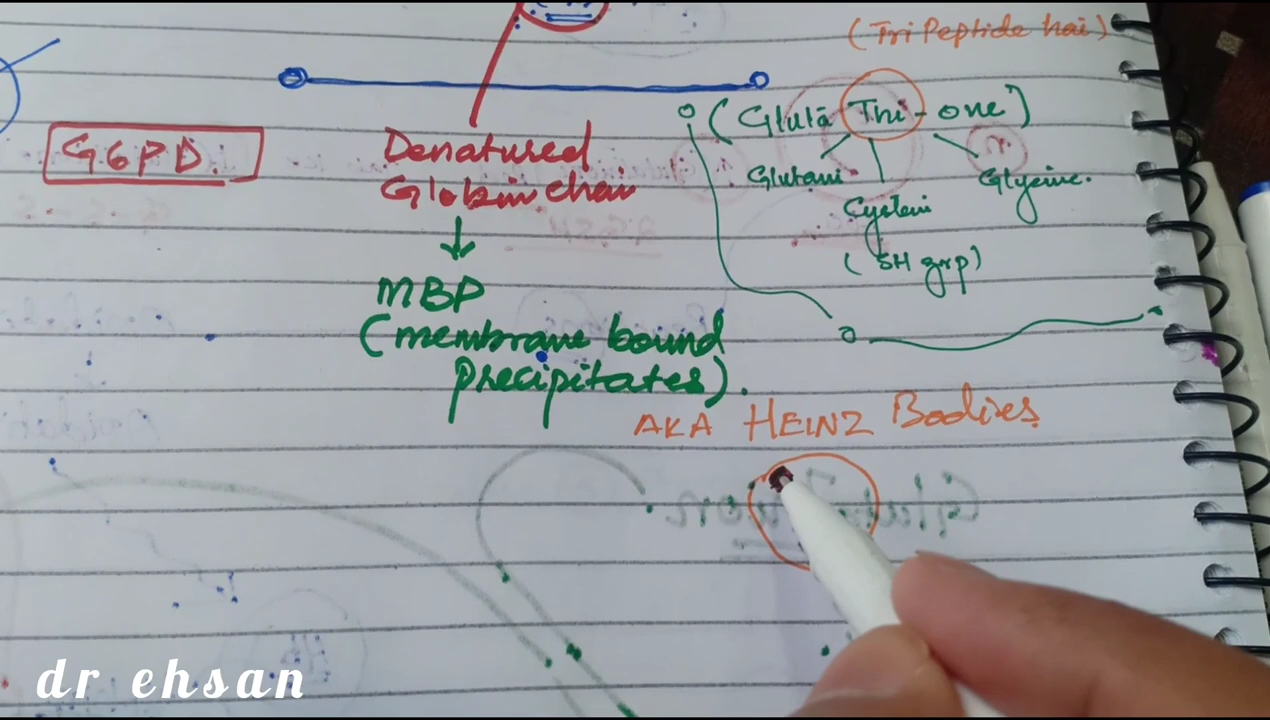 (Tri Peptide hai)
(Gluta Thi-one)
G6PD.
Denatured
Globin chain
Glutami
Cysteni
Glycine.
(SH grp)
MBP
(membrane bound
precipitates).
AKA HEINZ Bodies
dr ehsan